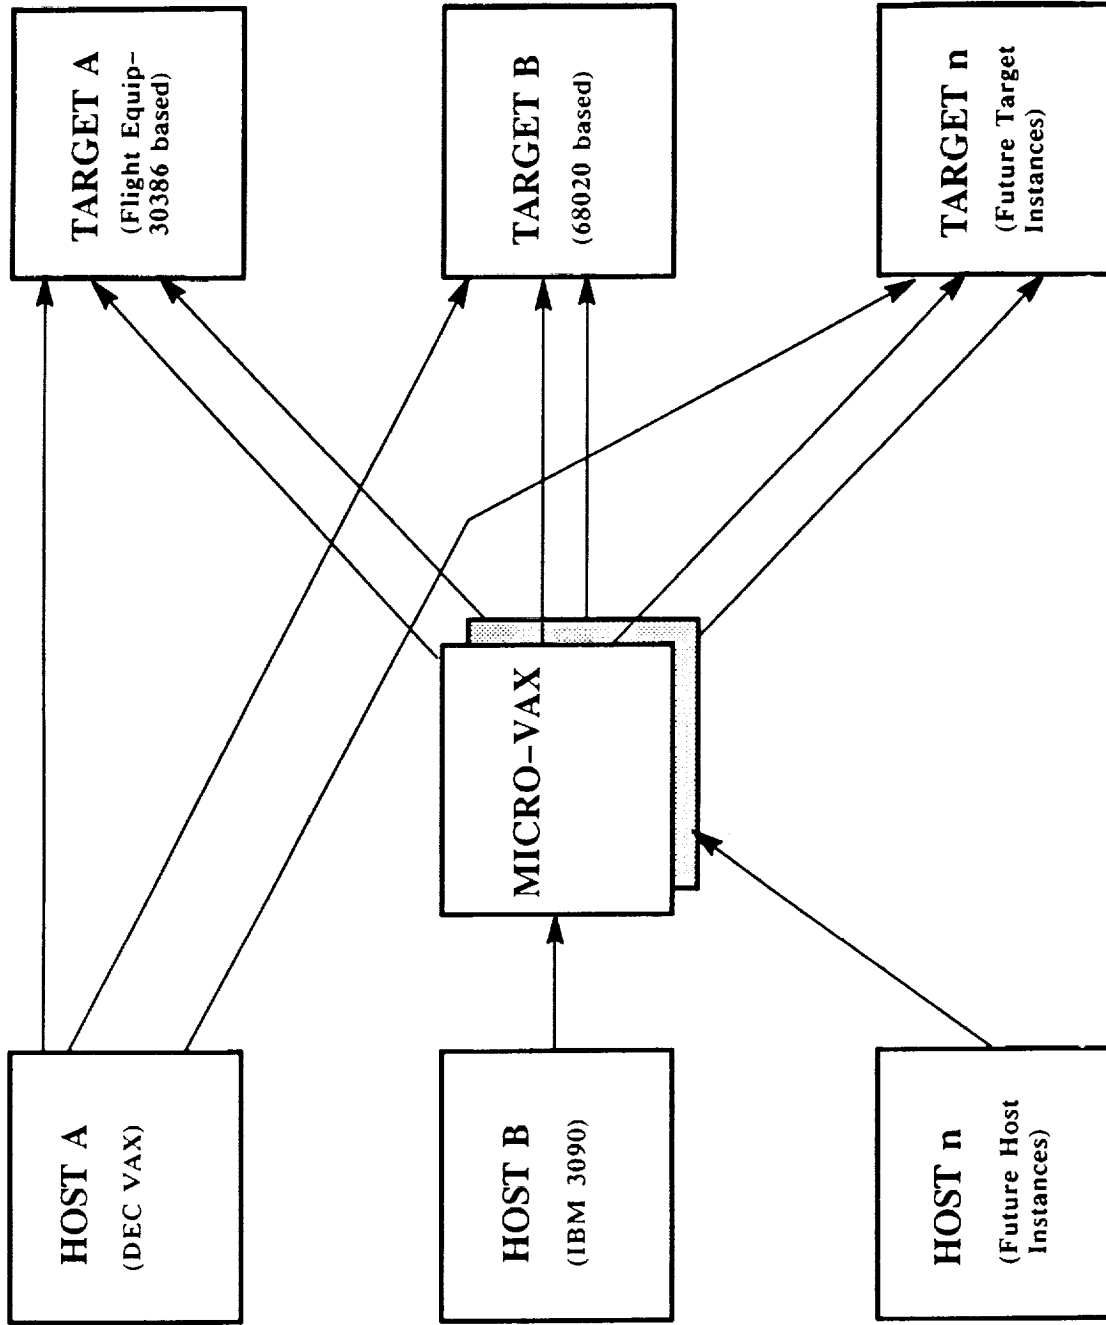 HOST A
(DEC VAX)
HOST B
(IBM 3090)
HOST n
(Future Host
Instances)
MICRO-VAX
TARGET A
(Flight Equip-
30386 based)
TARGET B
(68020 based)
TARGET n
(Future Target
Instances)